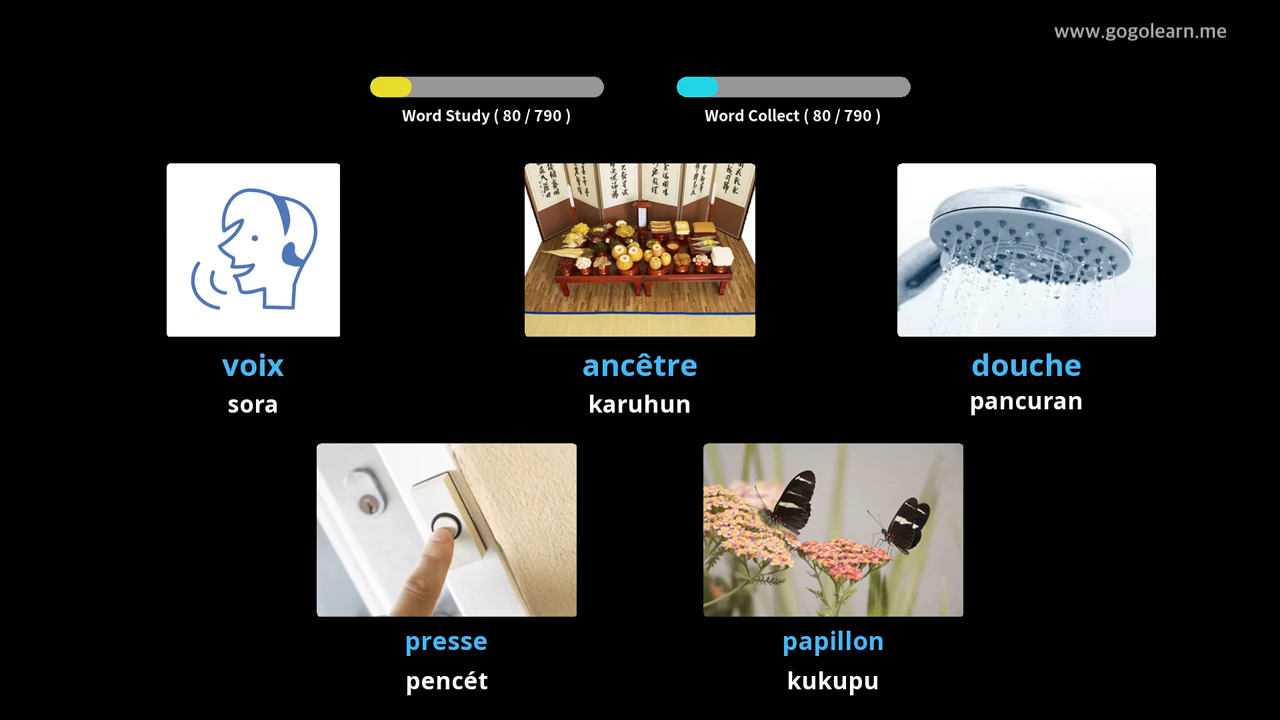 www.gogolearn.me
Word Study ( 80 / 790 )
Word Collect ( 80 / 790 )
voix
sora
ancêtre
karuhun
douche
pancuran
presse
pencét
papillon
kukupu